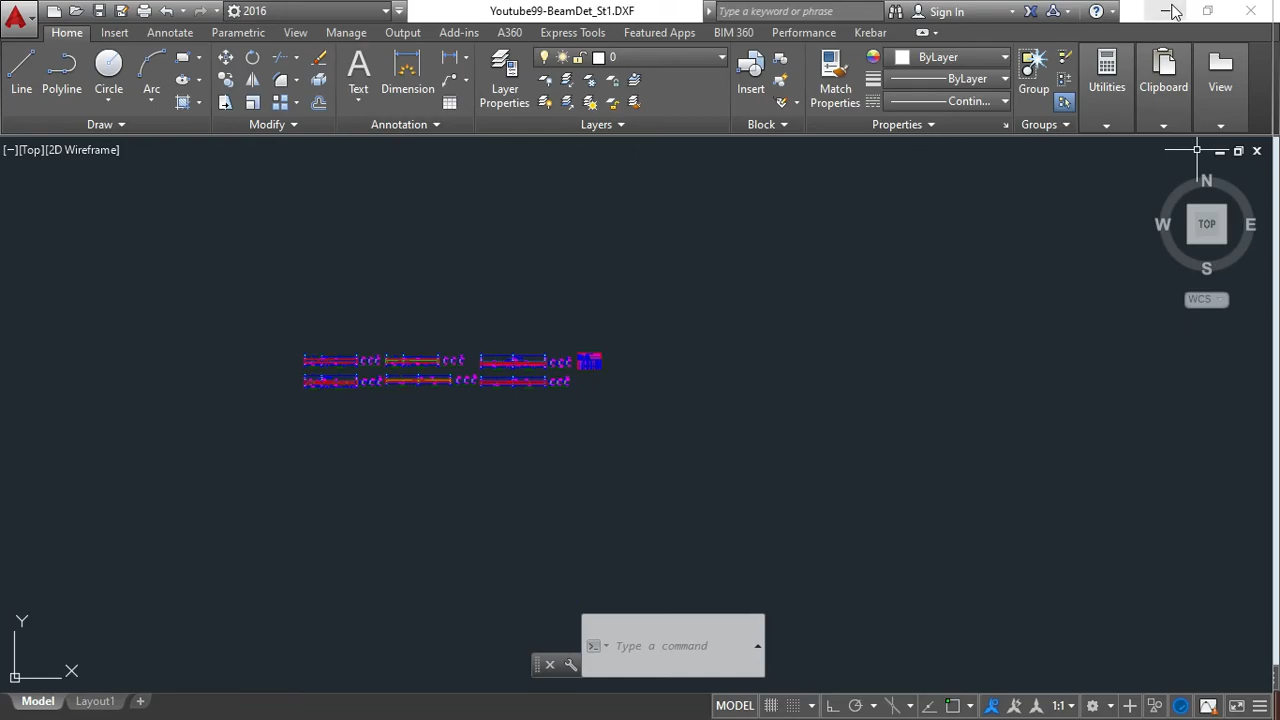 2016
Youtube99-BeamDet_St1.DXF
Type a keyword or phrase
Sign In
Home Insert Annotate Parametric View Manage Output Add-ins A360 Express Tools Featured Apps BIM 360 Performance Krebar
Line Polyline Circle Arc
Text Dimension
Layer Properties
0
Insert
Match Properties
ByLayer
ByLayer
Contin...
Group
Utilities
Clipboard
View
Draw
Modify
Annotation
Layers
Block
Properties
Groups
[−][Top][2D Wireframe]
N
W TOP E
S
WCS
Y
X
Type a command
Model Layout1
MODEL
1:1